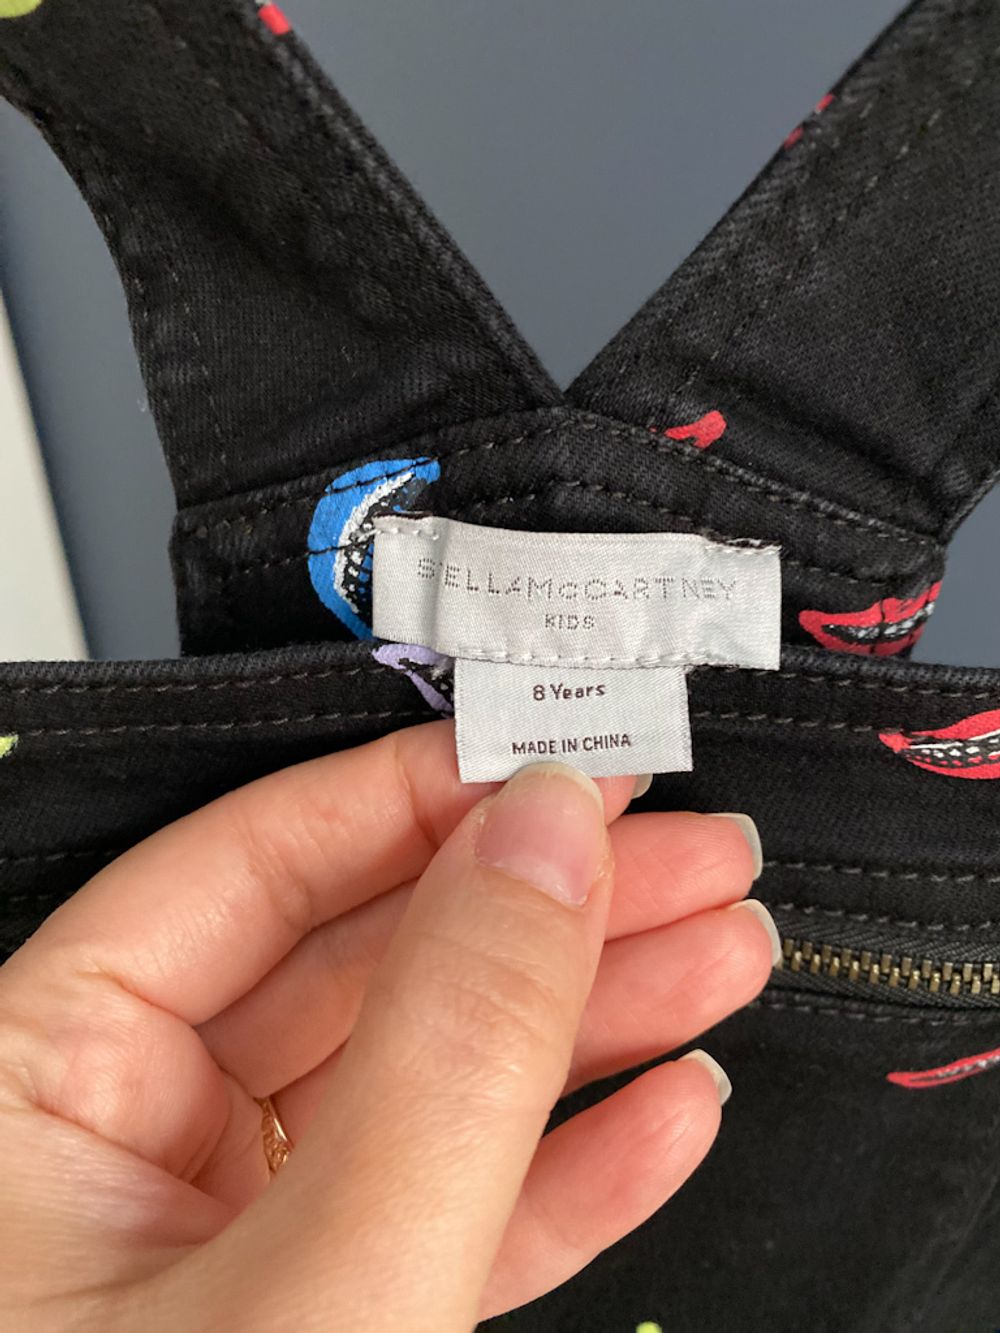 STELLAMcCARTNEY
KIDS
8 Years
MADE IN CHINA